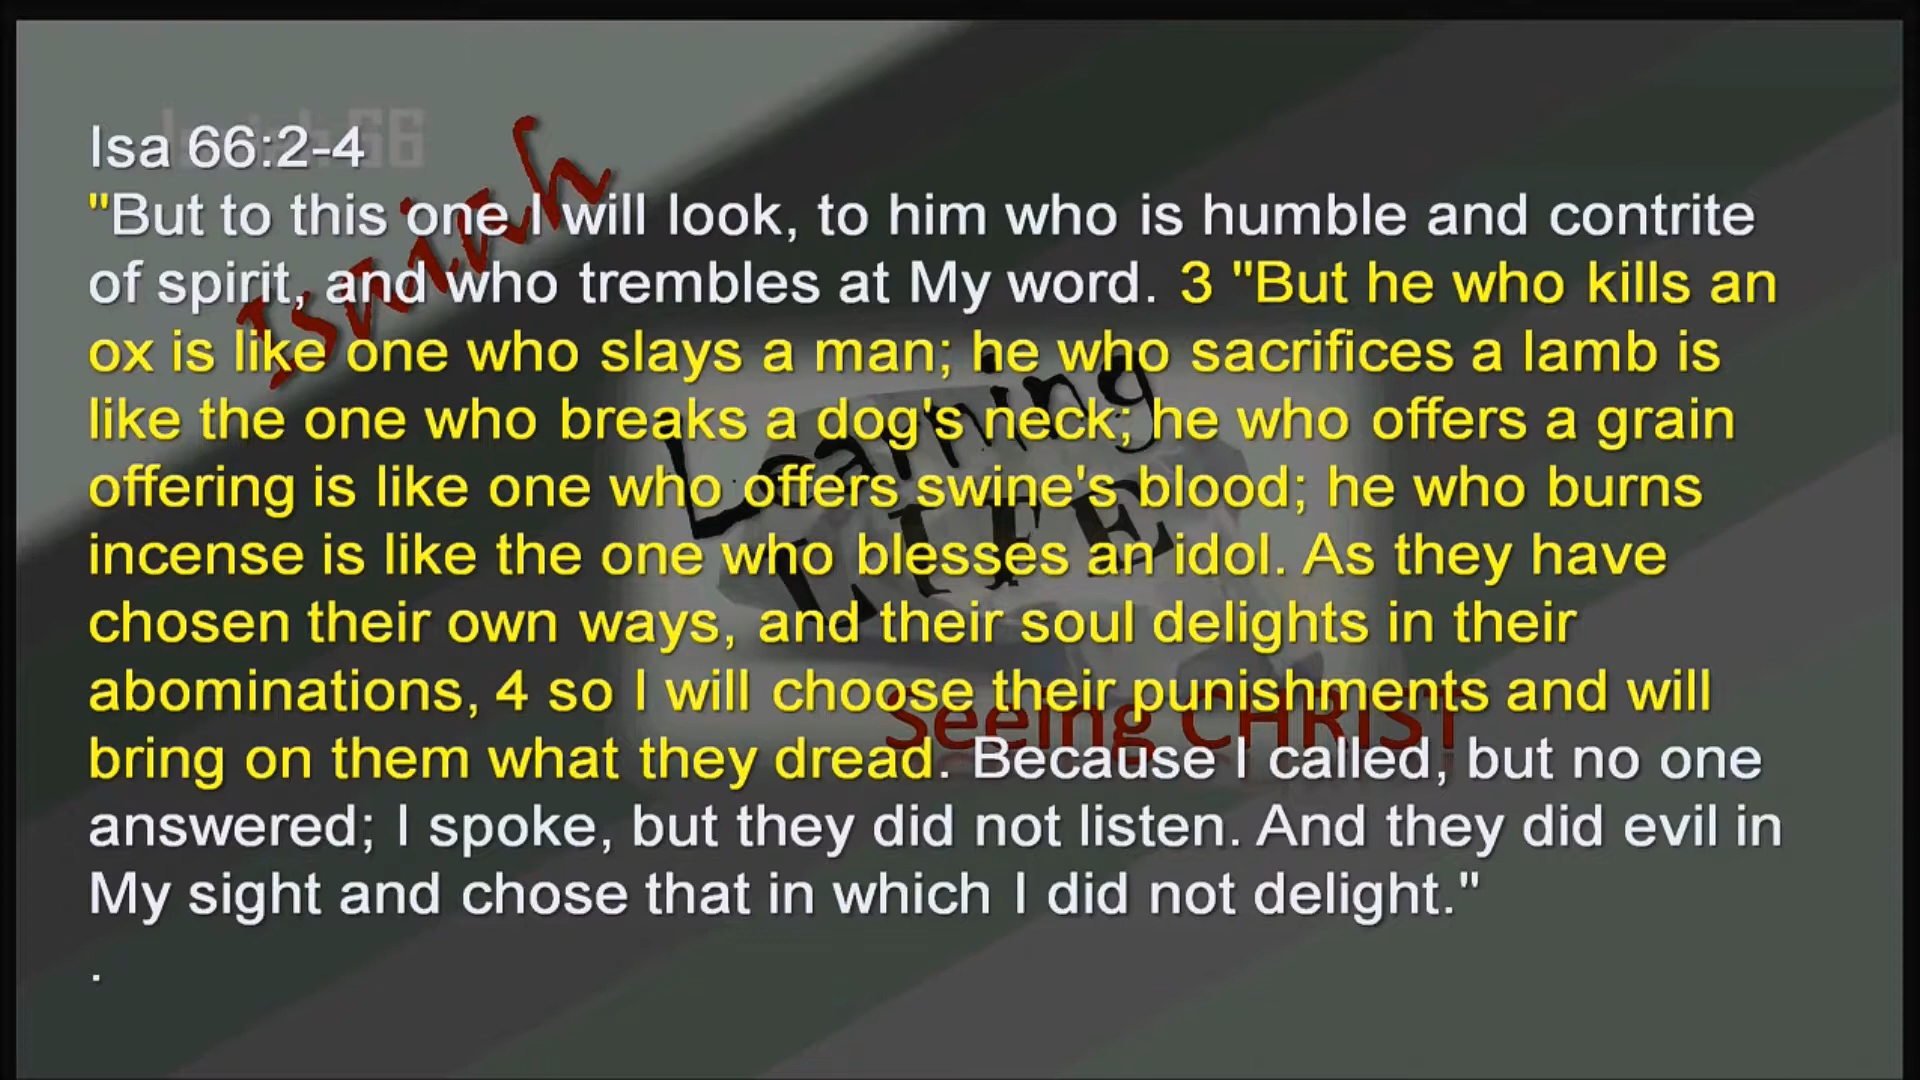 Isaiah 66
Isa 66:2-4
Isaiah
"But to this one I will look, to him who is humble and contrite
of spirit, and who trembles at My word. 3 "But he who kills an
ox is like one who slays a man; he who sacrifices a lamb is
like the one who breaks a dog's neck; he who offers a grain
offering is like one who offers swine's blood; he who burns
incense is like the one who blesses an idol. As they have
chosen their own ways, and their soul delights in their
abominations, 4 so I will choose their punishments and will
bring on them what they dread. Because I called, but no one
answered; I spoke, but they did not listen. And they did evil in
My sight and chose that in which I did not delight."
.
Learning
LIFE
Seeing CHRIST